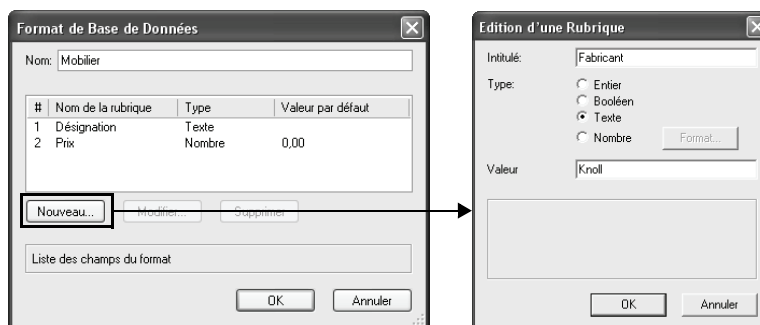 Format de Base de Données
Nom: Mobilier
# Nom de la rubrique Type Valeur par défaut
1 Désignation Texte
2 Prix Nombre 0,00
Nouveau... Modifier... Supprimer
Liste des champs du format
OK Annuler
Edition d'une Rubrique
Intitulé: Fabricant
Type: Entier
Booléen
Texte
Nombre Format...
Valeur Knoll
OK Annuler